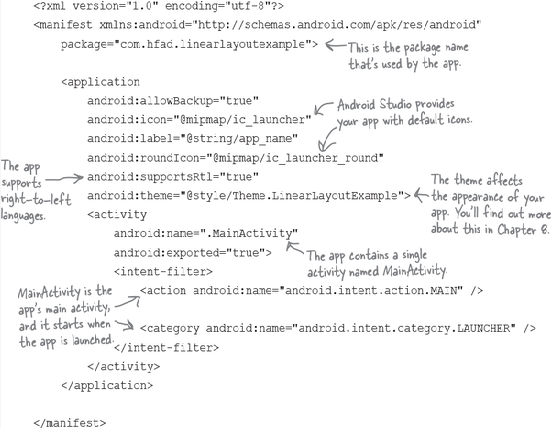 <?xml version="1.0" encoding="utf-8"?>
<manifest xmlns:android="http://schemas.android.com/apk/res/android"
package="com.hfad.linearlayoutexample">
This is the package name
that's used by the app.
<application
android:allowBackup="true"
android:icon="@mipmap/ic_launcher"
Android Studio provides
your app with default icons.
android:label="@string/app_name"
android:roundIcon="@mipmap/ic_launcher_round"
The app
supports
right-to-left
languages.
android:supportsRtl="true"
android:theme="@style/Theme.LinearLayoutExample">
The theme affects
the appearance of your
app. You'll find out more
about this in Chapter 8.
<activity
android:name=".MainActivity"
android:exported="true">
The app contains a single
activity named MainActivity.
<intent-filter>
MainActivity is the
app's main activity,
and it starts when
the app is launched.
<action android:name="android.intent.action.MAIN" />
<category android:name="android.intent.category.LAUNCHER" />
</intent-filter>
</activity>
</application>
</manifest>